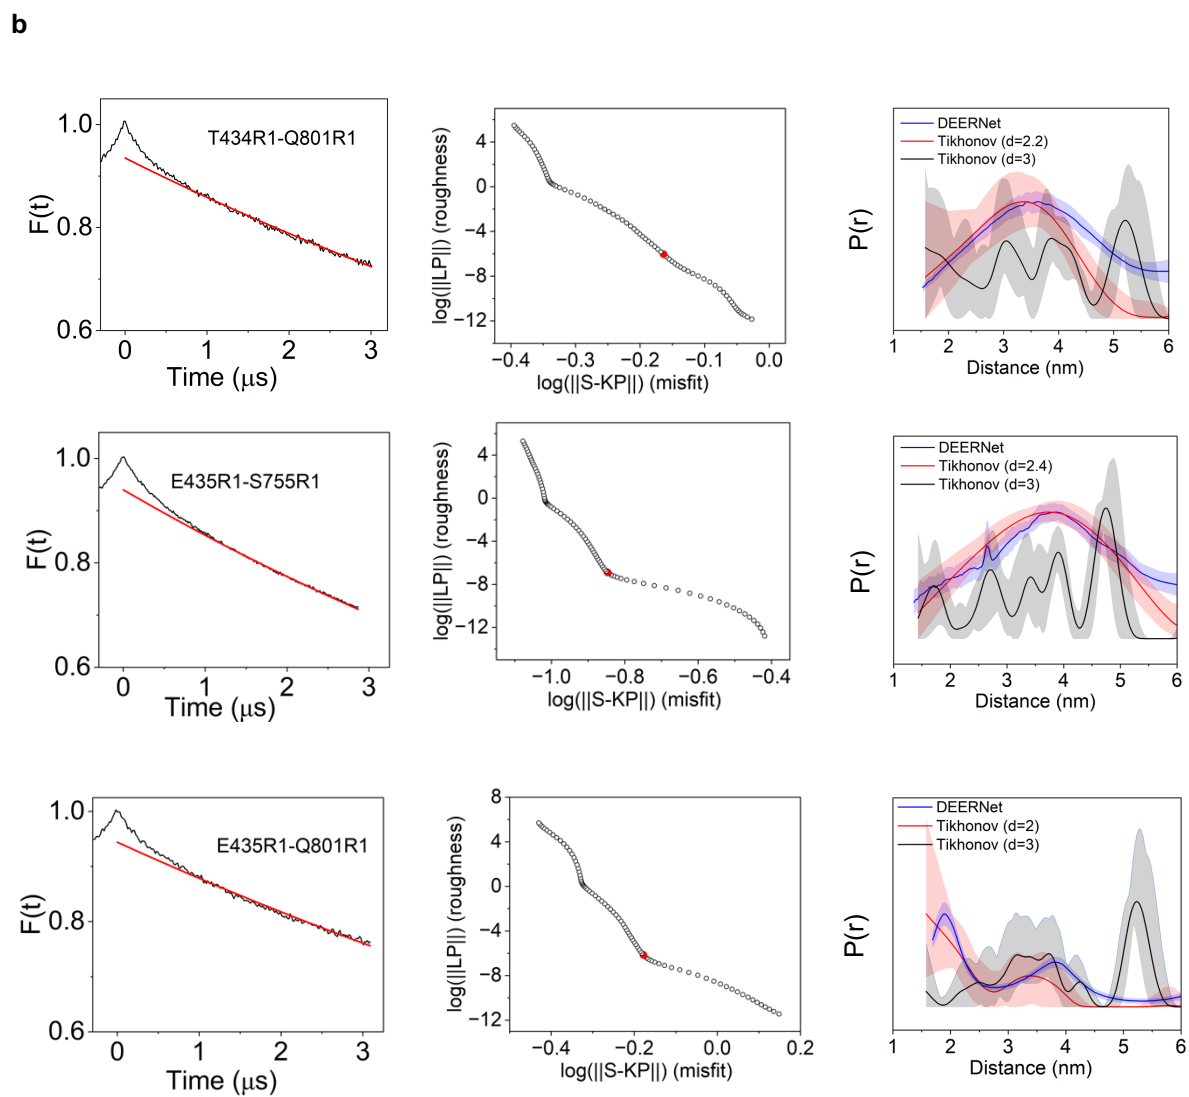 b
T434R1-Q801R1
F(t)
1.0
0.8
0.6
0 1 2 3
Time (μs)
log(||LP||) (roughness)
4
0
−4
−8
−12
−0.4 −0.3 −0.2 −0.1 0.0
log(||S-KP||) (misfit)
DEERNet
Tikhonov (d=2.2)
Tikhonov (d=3)
P(r)
1 2 3 4 5 6
Distance (nm)
E435R1-S755R1
F(t)
1.0
0.8
0.6
0 1 2 3
Time (μs)
log(||LP||) (roughness)
4
0
−4
−8
−12
−1.0 −0.8 −0.6 −0.4
log(||S-KP||) (misfit)
DEERNet
Tikhonov (d=2.4)
Tikhonov (d=3)
P(r)
1 2 3 4 5 6
Distance (nm)
E435R1-Q801R1
F(t)
1.0
0.8
0.6
0 1 2 3
Time (μs)
log(||LP||) (roughness)
8
4
0
−4
−8
−12
−0.4 −0.2 0.0 0.2
log(||S-KP||) (misfit)
DEERNet
Tikhonov (d=2)
Tikhonov (d=3)
P(r)
1 2 3 4 5 6
Distance (nm)